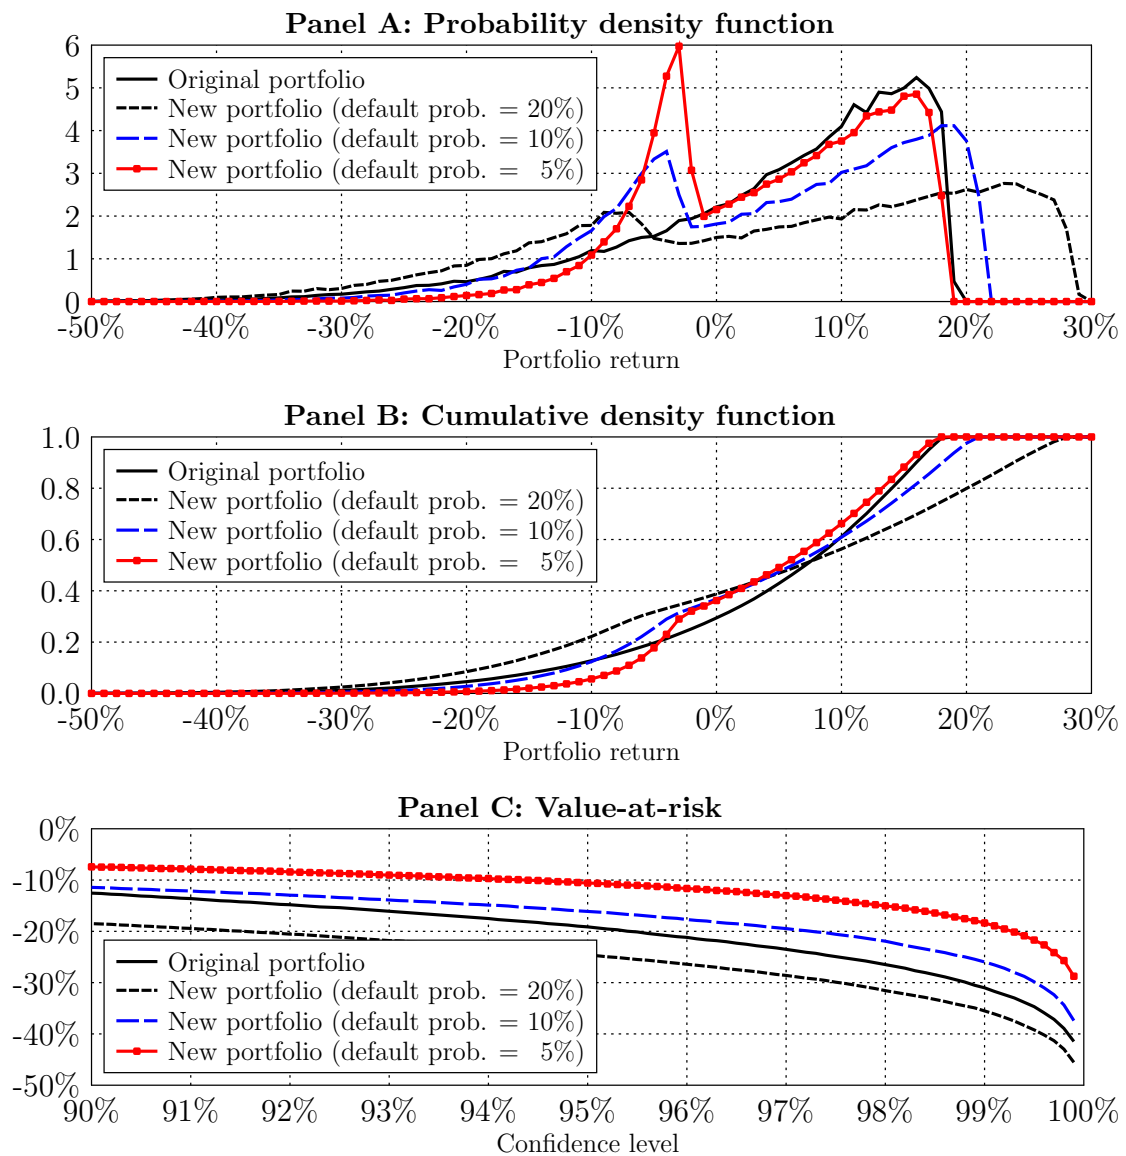 Panel A: Probability density function
6
5
4
3
2
1
0
Original portfolio
New portfolio (default prob. = 20%)
New portfolio (default prob. = 10%)
New portfolio (default prob. = 5%)
-50% -40% -30% -20% -10% 0% 10% 20% 30%
Portfolio return
Panel B: Cumulative density function
1.0
0.8
0.6
0.4
0.2
0.0
Original portfolio
New portfolio (default prob. = 20%)
New portfolio (default prob. = 10%)
New portfolio (default prob. = 5%)
-50% -40% -30% -20% -10% 0% 10% 20% 30%
Portfolio return
Panel C: Value-at-risk
0%
-10%
-20%
-30%
-40%
-50%
Original portfolio
New portfolio (default prob. = 20%)
New portfolio (default prob. = 10%)
New portfolio (default prob. = 5%)
90% 91% 92% 93% 94% 95% 96% 97% 98% 99% 100%
Confidence level